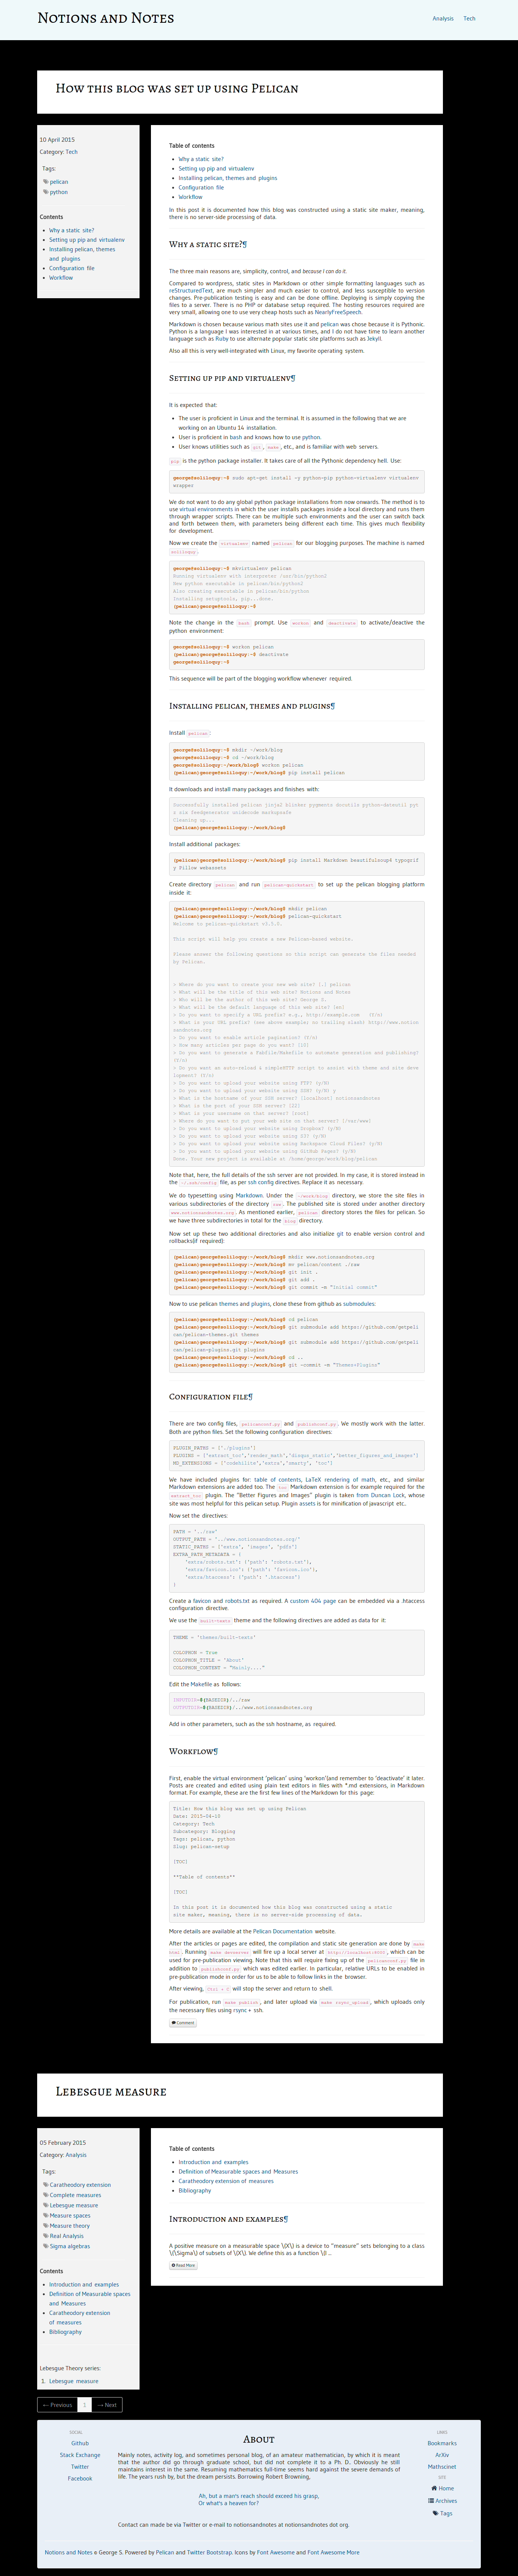 Notions and Notes
Analysis Tech
How this blog was set up using Pelican
10 April 2015
Category: Tech
Tags:
pelican
python
Contents
Why a static site?
Setting up pip and virtualenv
Installing pelican, themes
and plugins
Configuration file
Workflow
Table of contents
Why a static site?
Setting up pip and virtualenv
Installing pelican, themes and plugins
Configuration file
Workflow
In this post it is documented how this blog was constructed using a static site maker, meaning,
there is no server-side processing of data.
Why a static site?¶
The three main reasons are, simplicity, control, and because I can do it.
Compared to wordpress, static sites in Markdown or other simple formatting languages such as
reStructuredText, are much simpler and much easier to control, and less susceptible to version
changes. Pre-publication testing is easy and can be done offline. Deploying is simply copying the
files to a server. There is no PHP or database setup required. The hosting resources required are
very small, allowing one to use very cheap hosts such as NearlyFreeSpeech.
Markdown is chosen because various math sites use it and pelican was chose because it is Pythonic.
Python is a language I was interested in at various times, and I do not have time to learn another
language such as Ruby to use alternate popular static site platforms such as Jekyll.
Also all this is very well-integrated with Linux, my favorite operating system.
Setting up pip and virtualenv¶
It is expected that:
The user is proficient in Linux and the terminal. It is assumed in the following that we are
working on an Ubuntu 14 installation.
User is proficient in bash and knows how to use python.
User knows utilities such as git, make, etc., and is familiar with web servers.
pip is the python package installer. It takes care of all the Pythonic dependency hell. Use:
george@soliloquy:~$ sudo apt-get install -y python-pip python-virtualenv virtualenv
wrapper
We do not want to do any global python package installations from now onwards. The method is to
use virtual environments in which the user installs packages inside a local directory and runs them
through wrapper scripts. There can be multiple such environments and the user can switch back
and forth between them, with parameters being different each time. This gives much flexibility
for development.
Now we create the virtualenv named pelican for our blogging purposes. The machine is named
soliloquy.
george@soliloquy:~$ mkvirtualenv pelican
Running virtualenv with interpreter /usr/bin/python2
New python executable in pelican/bin/python2
Also creating executable in pelican/bin/python
Installing setuptools, pip...done.
(pelican)george@soliloquy:~$
Note the change in the bash prompt. Use workon and deactivate to activate/deactive the
python environment:
george@soliloquy:~$ workon pelican
(pelican)george@soliloquy:~$ deactivate
george@soliloquy:~$
This sequence will be part of the blogging workflow whenever required.
Installing pelican, themes and plugins¶
Install pelican:
george@soliloquy:~$ mkdir ~/work/blog
george@soliloquy:~$ cd ~/work/blog
george@soliloquy:~/work/blog$ workon pelican
(pelican)george@soliloquy:~/work/blog$ pip install pelican
It downloads and install many packages and finishes with:
Successfully installed pelican jinja2 blinker pygments docutils python-dateutil pyt
z six feedgenerator unidecode markupsafe
Cleaning up...
(pelican)george@soliloquy:~/work/blog$
Install additional packages:
(pelican)george@soliloquy:~/work/blog$ pip install Markdown beautifulsoup4 typogrif
y Pillow webassets
Create directory pelican and run pelican-quickstart to set up the pelican blogging platform
inside it:
(pelican)george@soliloquy:~/work/blog$ mkdir pelican
(pelican)george@soliloquy:~/work/blog$ pelican-quickstart
Welcome to pelican-quickstart v3.5.0.
This script will help you create a new Pelican-based website.
Please answer the following questions so this script can generate the files needed
by Pelican.
> Where do you want to create your new web site? [.] pelican
> What will be the title of this web site? Notions and Notes
> Who will be the author of this web site? George S.
> What will be the default language of this web site? [en]
> Do you want to specify a URL prefix? e.g., http://example.com (Y/n)
> What is your URL prefix? (see above example; no trailing slash) http://www.notion
sandnotes.org
> Do you want to enable article pagination? (Y/n)
> How many articles per page do you want? [10]
> Do you want to generate a Fabfile/Makefile to automate generation and publishing?
(Y/n)
> Do you want an auto-reload & simpleHTTP script to assist with theme and site deve
lopment? (Y/n)
> Do you want to upload your website using FTP? (y/N)
> Do you want to upload your website using SSH? (y/N) y
> What is the hostname of your SSH server? [localhost] notionsandnotes
> What is the port of your SSH server? [22]
> What is your username on that server? [root]
> Where do you want to put your web site on that server? [/var/www]
> Do you want to upload your website using Dropbox? (y/N)
> Do you want to upload your website using S3? (y/N)
> Do you want to upload your website using Rackspace Cloud Files? (y/N)
> Do you want to upload your website using GitHub Pages? (y/N)
Done. Your new project is available at /home/george/work/blog/pelican
Note that, here, the full details of the ssh server are not provided. In my case, it is stored instead in
the ~/.ssh/config file, as per ssh config directives. Replace it as necessary.
We do typesetting using Markdown. Under the ~/work/blog directory, we store the site files in
various subdirectories of the directory raw. The published site is stored under another directory
www.notionsandnotes.org. As mentioned earlier, pelican directory stores the files for pelican. So
we have three subdirectories in total for the blog directory.
Now set up these two additional directories and also initialize git to enable version control and
rollbacks(if required):
(pelican)george@soliloquy:~/work/blog$ mkdir www.notionsandnotes.org
(pelican)george@soliloquy:~/work/blog$ mv pelican/content ./raw
(pelican)george@soliloquy:~/work/blog$ git init .
(pelican)george@soliloquy:~/work/blog$ git add .
(pelican)george@soliloquy:~/work/blog$ git commit -m "Initial commit"
Now to use pelican themes and plugins, clone these from github as submodules:
(pelican)george@soliloquy:~/work/blog$ cd pelican
(pelican)george@soliloquy:~/work/blog$ git submodule add https://github.com/getpeli
can/pelican-themes.git themes
(pelican)george@soliloquy:~/work/blog$ git submodule add https://github.com/getpeli
can/pelican-plugins.git plugins
(pelican)george@soliloquy:~/work/blog$ cd ..
(pelican)george@soliloquy:~/work/blog$ git -commit -m "Themes+Plugins"
Configuration file¶
There are two config files, pelicanconf.py and publishconf.py. We mostly work with the latter.
Both are python files. Set the following configuration directives:
PLUGIN_PATHS = ['./plugins']
PLUGINS = ['extract_toc','render_math','disqus_static','better_figures_and_images']
MD_EXTENSIONS = ['codehilite','extra','smarty', 'toc']
We have included plugins for: table of contents, LaTeX rendering of math, etc., and similar
Markdown extensions are added too. The toc Markdown extension is for example required for the
extract_toc plugin. The “Better Figures and Images” plugin is taken from Duncan Lock, whose
site was most helpful for this pelican setup. Plugin assets is for minification of javascript etc.
Now set the directives:
PATH = '../raw'
OUTPUT_PATH = '../www.notionsandnotes.org/'
STATIC_PATHS = ['extra', 'images', 'pdfs']
EXTRA_PATH_METADATA = {
'extra/robots.txt': {'path': 'robots.txt'},
'extra/favicon.ico': {'path': 'favicon.ico'},
'extra/htaccess': {'path': '.htaccess'}
}
Create a favicon and robots.txt as required. A custom 404 page can be embedded via a .htaccess
configuration directive.
We use the built-texts theme and the following directives are added as data for it:
THEME = 'themes/built-texts'
COLOPHON = True
COLOPHON_TITLE = 'About'
COLOPHON_CONTENT = "Mainly...."
Edit the Makefile as follows:
INPUTDIR=$(BASEDIR)/../raw
OUTPUTDIR=$(BASEDIR)/../www.notionsandnotes.org
Add in other parameters, such as the ssh hostname, as required.
Workflow¶
First, enable the virtual environment ‘pelican’ using ‘workon’(and remember to ‘deactivate’ it later.
Posts are created and edited using plain text editors in files with *.md extensions, in Markdown
format. For example, these are the first few lines of the Markdown for this page:
Title: How this blog was set up using Pelican
Date: 2015-04-10
Category: Tech
Subcategory: Blogging
Tags: pelican, python
Slug: pelican-setup
[TOC]
**Table of contents**
[TOC]
In this post it is documented how this blog was constructed using a static
site maker, meaning, there is no server-side processing of data.
More details are available at the Pelican Documentation website.
After the articles or pages are edited, the compilation and static site generation are done by make
html. Running make devserver will fire up a local server at http://localhost:8000, which can be
used for pre-publication viewing. Note that this will require fixing up of the pelicanconf.py file in
addition to publishconf.py which was edited earlier. In particular, relative URLs to be enabled in
pre-publication mode in order for us to be able to follow links in the browser.
After viewing, Ctrl + C will stop the server and return to shell.
For publication, run make publish, and later upload via make rsync_upload, which uploads only
the necessary files using rsync + ssh.
Comment
Lebesgue measure
05 February 2015
Category: Analysis
Tags:
Caratheodory extension
Complete measures
Lebesgue measure
Measure spaces
Measure theory
Real Analysis
Sigma algebras
Contents
Introduction and examples
Definition of Measurable spaces
and Measures
Caratheodory extension
of measures
Bibliography
Lebesgue Theory series:
1. Lebesgue measure
Table of contents
Introduction and examples
Definition of Measurable spaces and Measures
Caratheodory extension of measures
Bibliography
Introduction and examples¶
A positive measure on a measurable space \(X\) is a device to “measure” sets belonging to a class
\(\Sigma\) of subsets of \(X\). We define this as a function \(I ...
Read More
← Previous 1 → Next
SOCIAL
Github
Stack Exchange
Twitter
Facebook
About
Mainly notes, activity log, and sometimes personal blog, of an amateur mathematician, by which it is meant
that the author did go through graduate school, but did not complete it to a Ph. D.. Obviously he still
maintains interest in the same. Resuming mathematics full-time seems hard against the severe demands of
life. The years rush by, but the dream persists. Borrowing Robert Browning,
Ah, but a man's reach should exceed his grasp,
Or what's a heaven for?
Contact can be made be via Twitter or e-mail to notionsandnotes at notionsandnotes dot org.
LINKS
Bookmarks
ArXiv
Mathscinet
SITE
Home
Archives
Tags
Notions and Notes © George S. Powered by Pelican and Twitter Bootstrap. Icons by Font Awesome and Font Awesome More